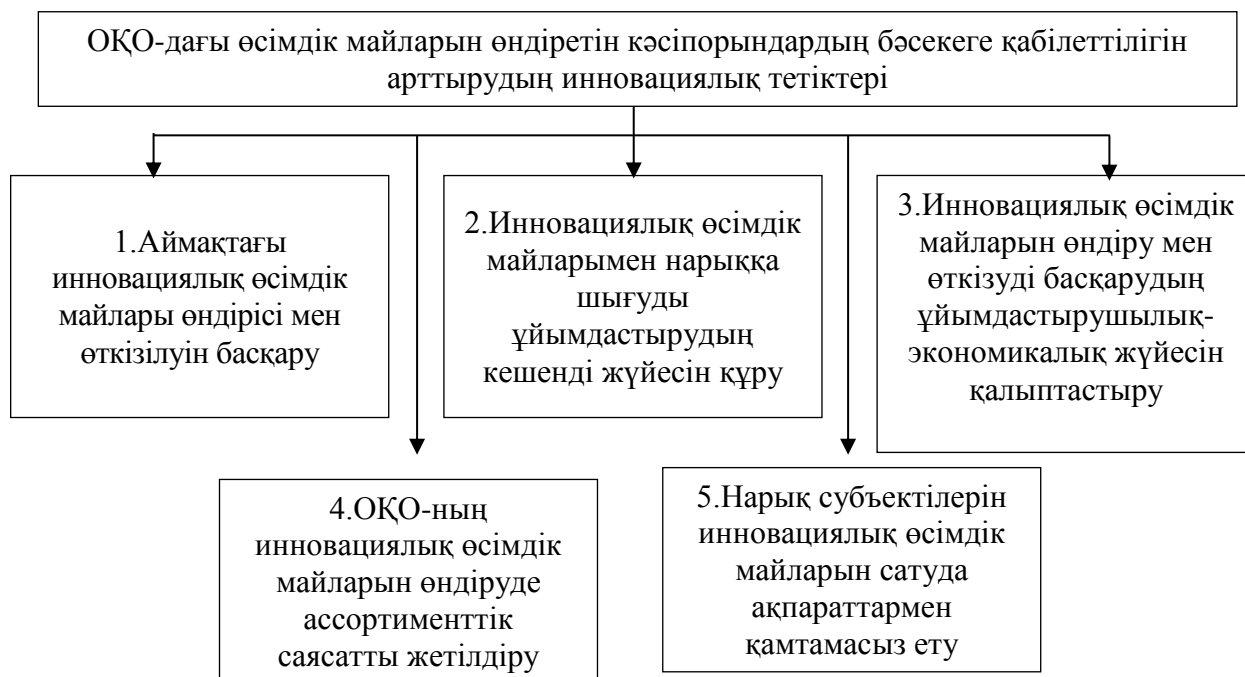 ОҚО-дағы өсімдік майларын өндіретін кәсіпорындардың бәсекеге қабілеттілігін
арттырудың инновациялық тетіктері
1.Аймақтағы
инновациялық өсімдік
майлары өндірісі мен
өткізілуін басқару
2.Инновациялық өсімдік
майларымен нарыққа
шығуды
ұйымдастырудың
кешенді жүйесін құру
3.Инновациялық өсімдік
майларын өндіру мен
өткізуді басқарудың
ұйымдастырушылық-
экономикалық жүйесін
қалыптастыру
4.ОҚО-ның
инновациялық өсімдік
майларын өндіруде
ассортименттік
саясатты жетілдіру
5.Нарық субъектілерін
инновациялық өсімдік
майларын сатуда
ақпараттармен
қамтамасыз ету